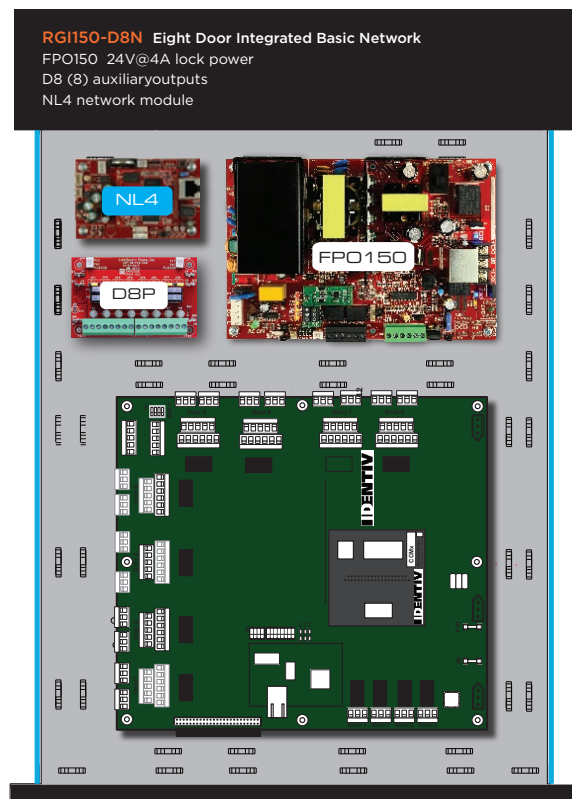 RGI150-D8N Eight Door Integrated Basic Network
FPO150 24V@4A lock power
D8 (8) auxiliaryoutputs
NL4 network module
NL4
FPO150
D8P
IDENTIV
CCMx
IDENTIV